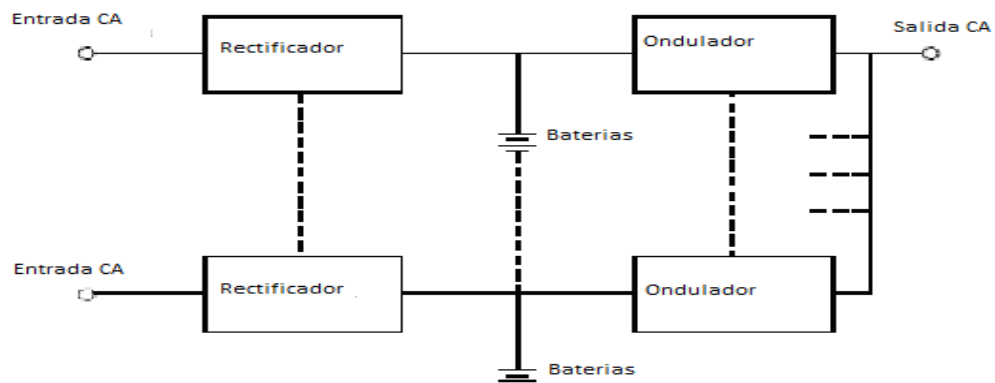 Entrada CA
Rectificador
Ondulador
Salida CA
Baterias
Entrada CA
Rectificador
Ondulador
Baterias